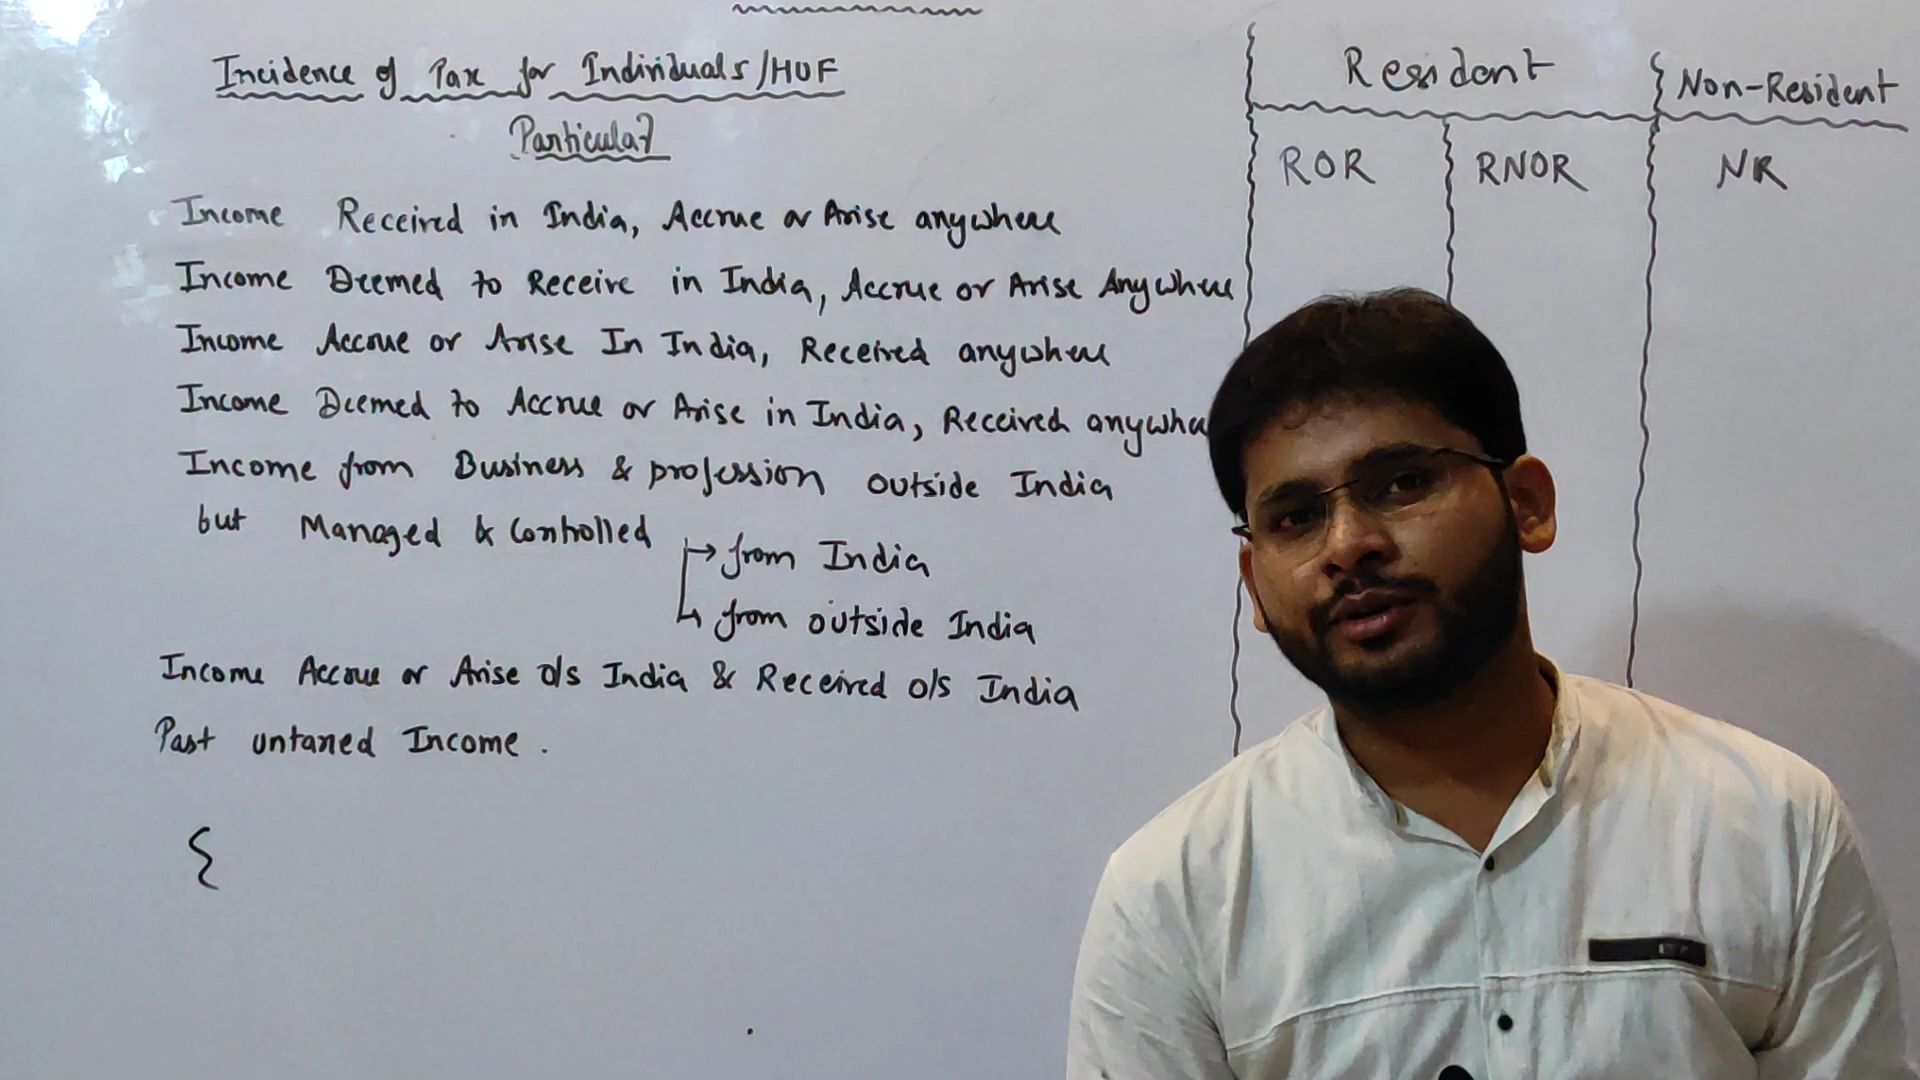 Incidence of Tax for Individuals/HUF
Particular
Resident
Non-Resident
ROR
RNOR
NR
Income Received in India, Accrue or Arise anywhere
Income Deemed to Receive in India, Accrue or Arise Anywhere
Income Accrue or Arise In India, Received anywhere
Income Deemed to Accrue or Arise in India, Received anywhe
Income from Business & profession outside India
but Managed & Controlled
from India
from outside India
Income Accrue or Arise o/s India & Received o/s India
Past untaxed Income .